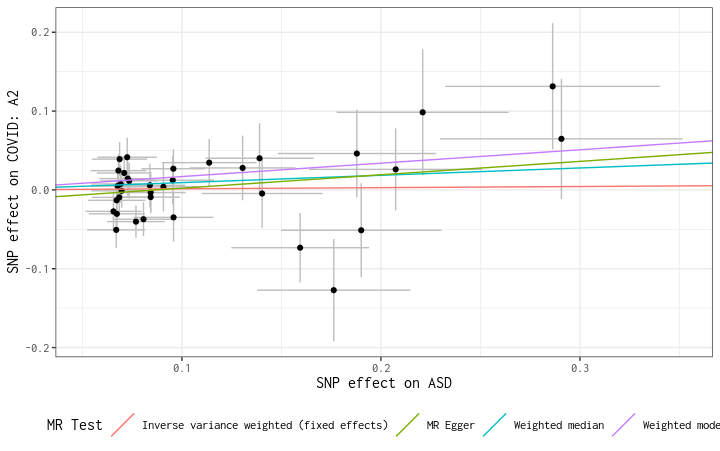 0.2
0.1
0.0
-0.1
-0.2
SNP effect on COVID: A2
0.1 0.2 0.3
SNP effect on ASD
MR Test Inverse variance weighted (fixed effects) MR Egger Weighted median Weighted mode